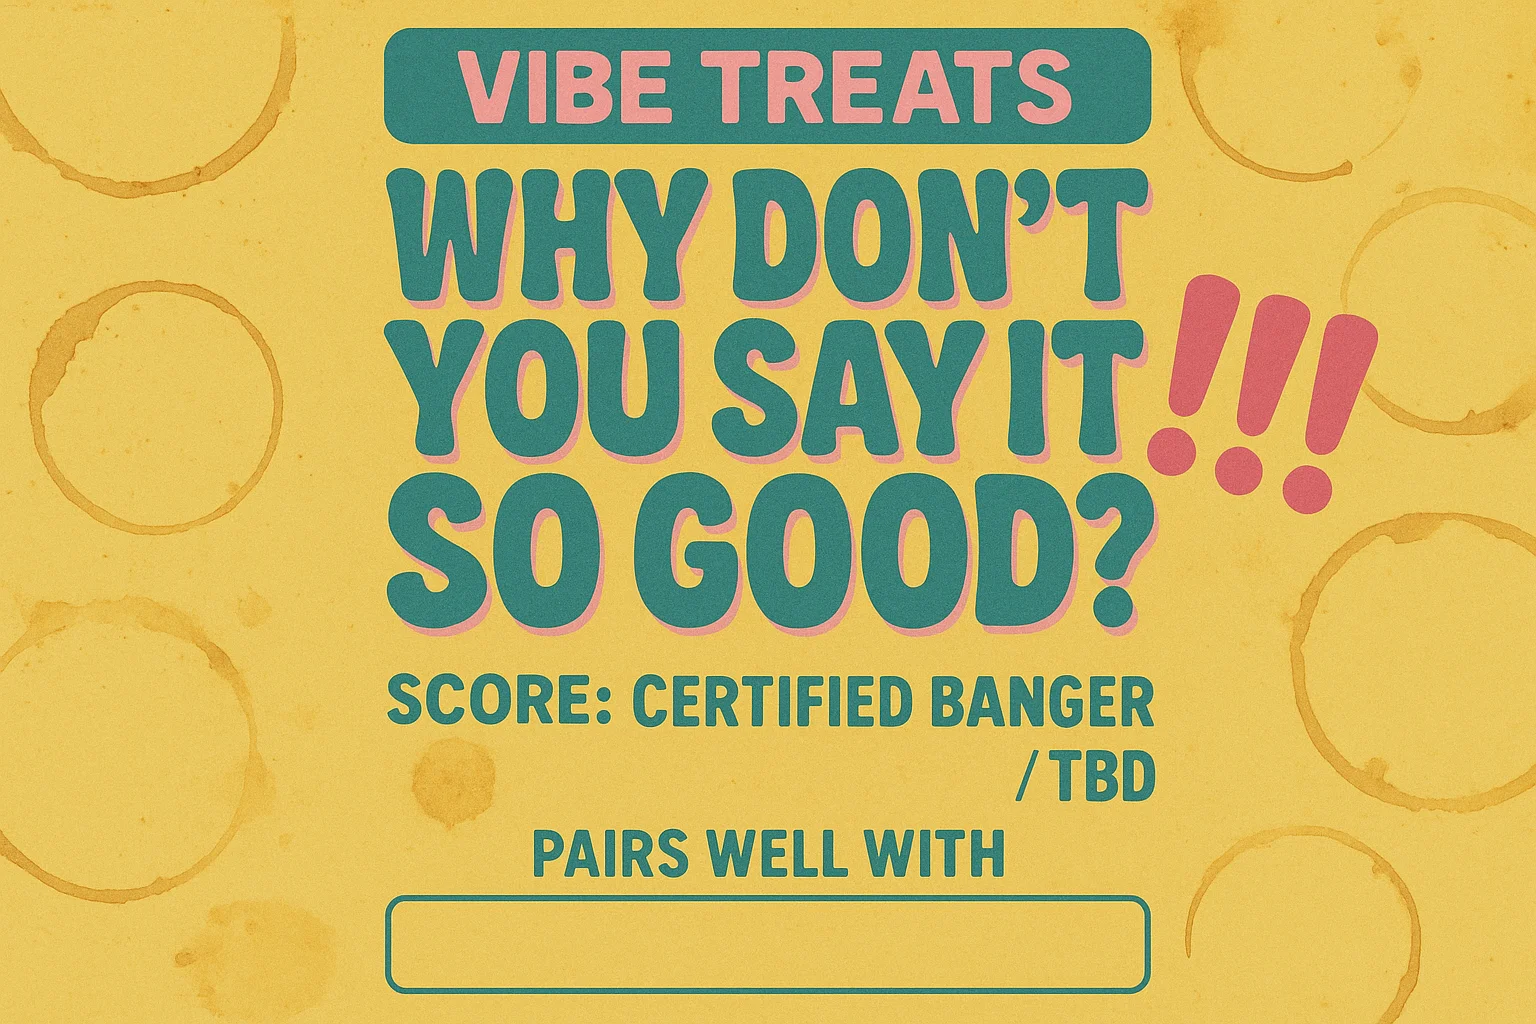 VIBE TREATS
WHY DON'T
YOU SAY IT
SO GOOD?
!!!
SCORE: CERTIFIED BANGER
/ TBD
PAIRS WELL WITH